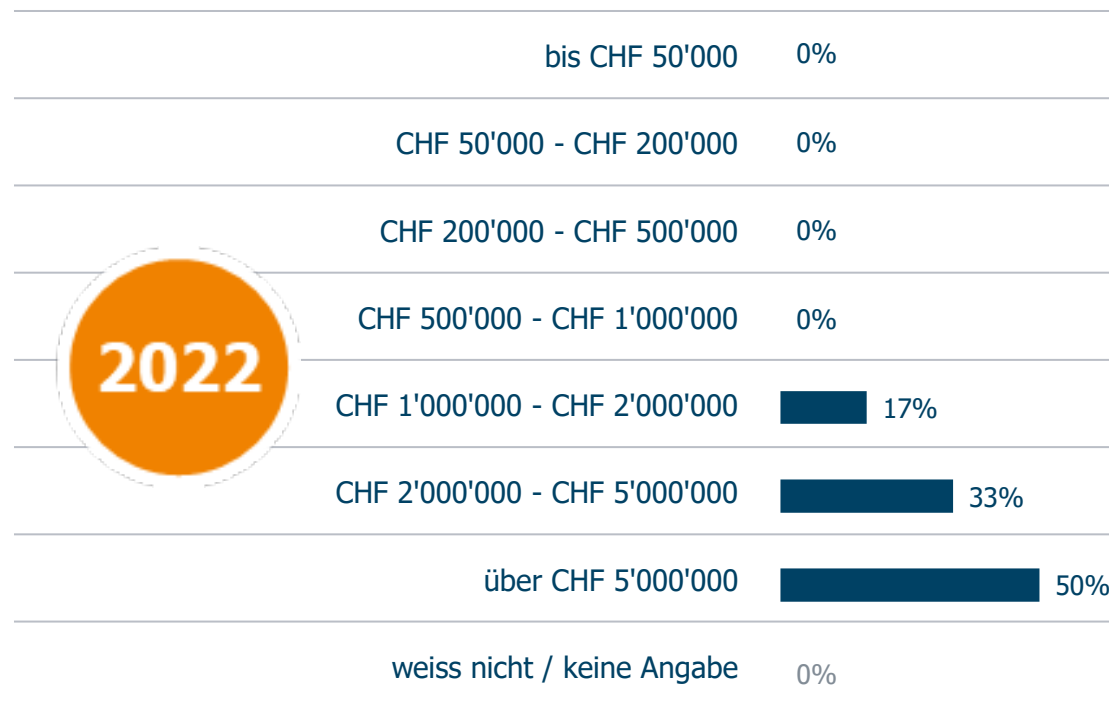 bis CHF 50'000 0%
CHF 50'000 - CHF 200'000 0%
CHF 200'000 - CHF 500'000 0%
CHF 500'000 - CHF 1'000'000 0%
2022
CHF 1'000'000 - CHF 2'000'000 17%
CHF 2'000'000 - CHF 5'000'000 33%
über CHF 5'000'000 50%
weiss nicht / keine Angabe 0%